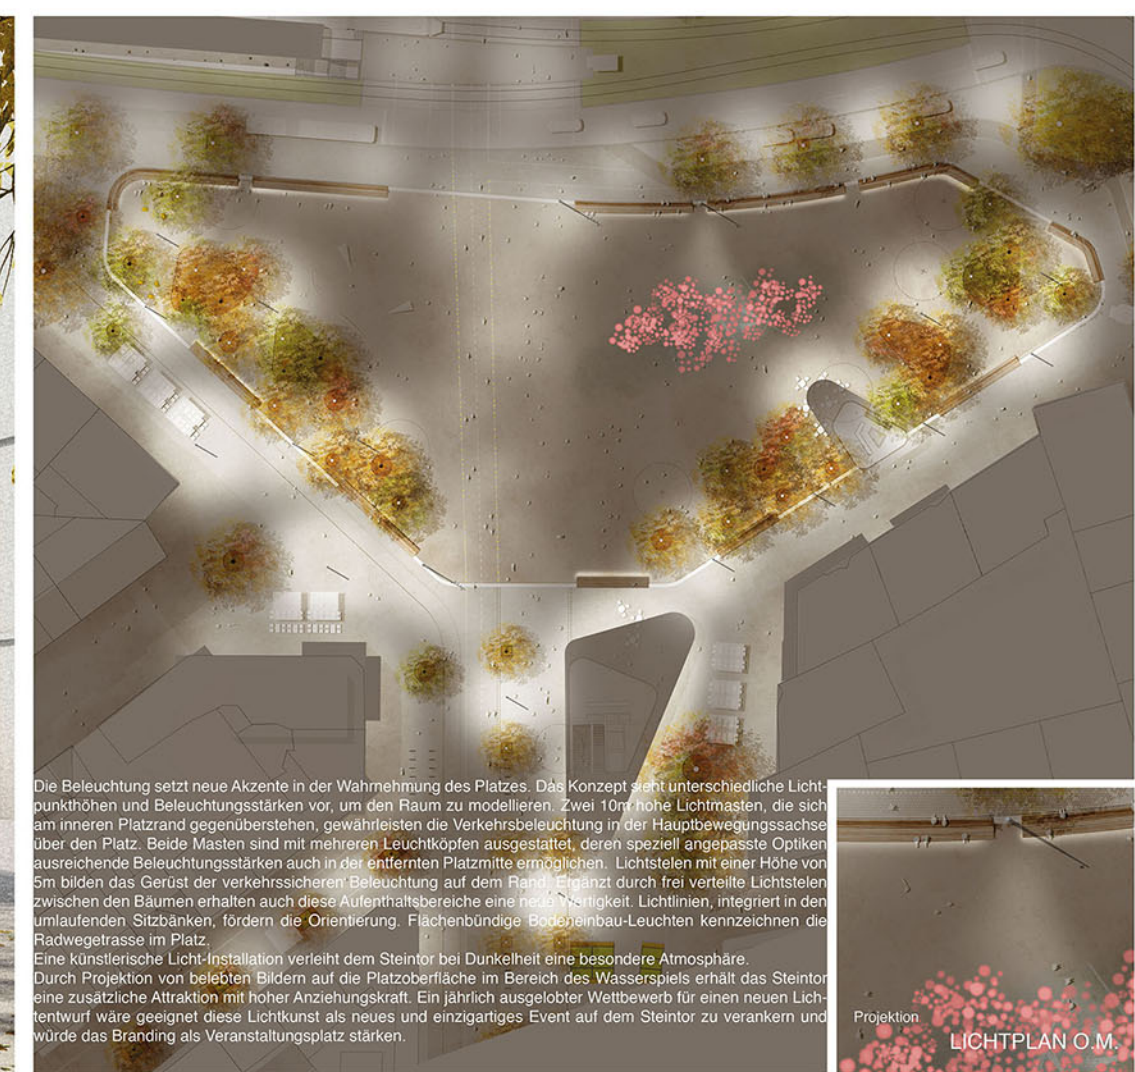 Die Beleuchtung setzt neue Akzente in der Wahrnehmung des Platzes. Das Konzept sieht unterschiedliche Licht-
punkthöhen und Beleuchtungsstärken vor, um den Raum zu modellieren. Zwei 10m hohe Lichtmasten, die sich
am inneren Platzrand gegenüberstehen, gewährleisten die Verkehrsbeleuchtung in der Hauptbewegungssachse
über den Platz. Beide Masten sind mit mehreren Leuchtköpfen ausgestattet, deren speziell angepasste Optiken
ausreichende Beleuchtungsstärken auch in der entfernten Platzmitte ermöglichen. Lichtstelen mit einer Höhe von
5m bilden das Gerüst der verkehrssicheren Beleuchtung auf dem Rand. Ergänzt durch frei verteilte Lichtstelen
zwischen den Bäumen erhalten auch diese Aufenthaltsbereiche eine neue Wertigkeit. Lichtlinien, integriert in den
umlaufenden Sitzbänken, fördern die Orientierung. Flächenbündige Bodeneinbau-Leuchten kennzeichnen die
Radwegetrasse im Platz.
Eine künstlerische Licht-Installation verleiht dem Steintor bei Dunkelheit eine besondere Atmosphäre.
Durch Projektion von belebten Bildern auf die Platzoberfläche im Bereich des Wasserspiels erhält das Steintor
eine zusätzliche Attraktion mit hoher Anziehungskraft. Ein jährlich ausgelobter Wettbewerb für einen neuen Lich-
tentwurf wäre geeignet diese Lichtkunst als neues und einzigartiges Event auf dem Steintor zu verankern und
würde das Branding als Veranstaltungsplatz stärken.
Projektion
LICHTPLAN O.M.